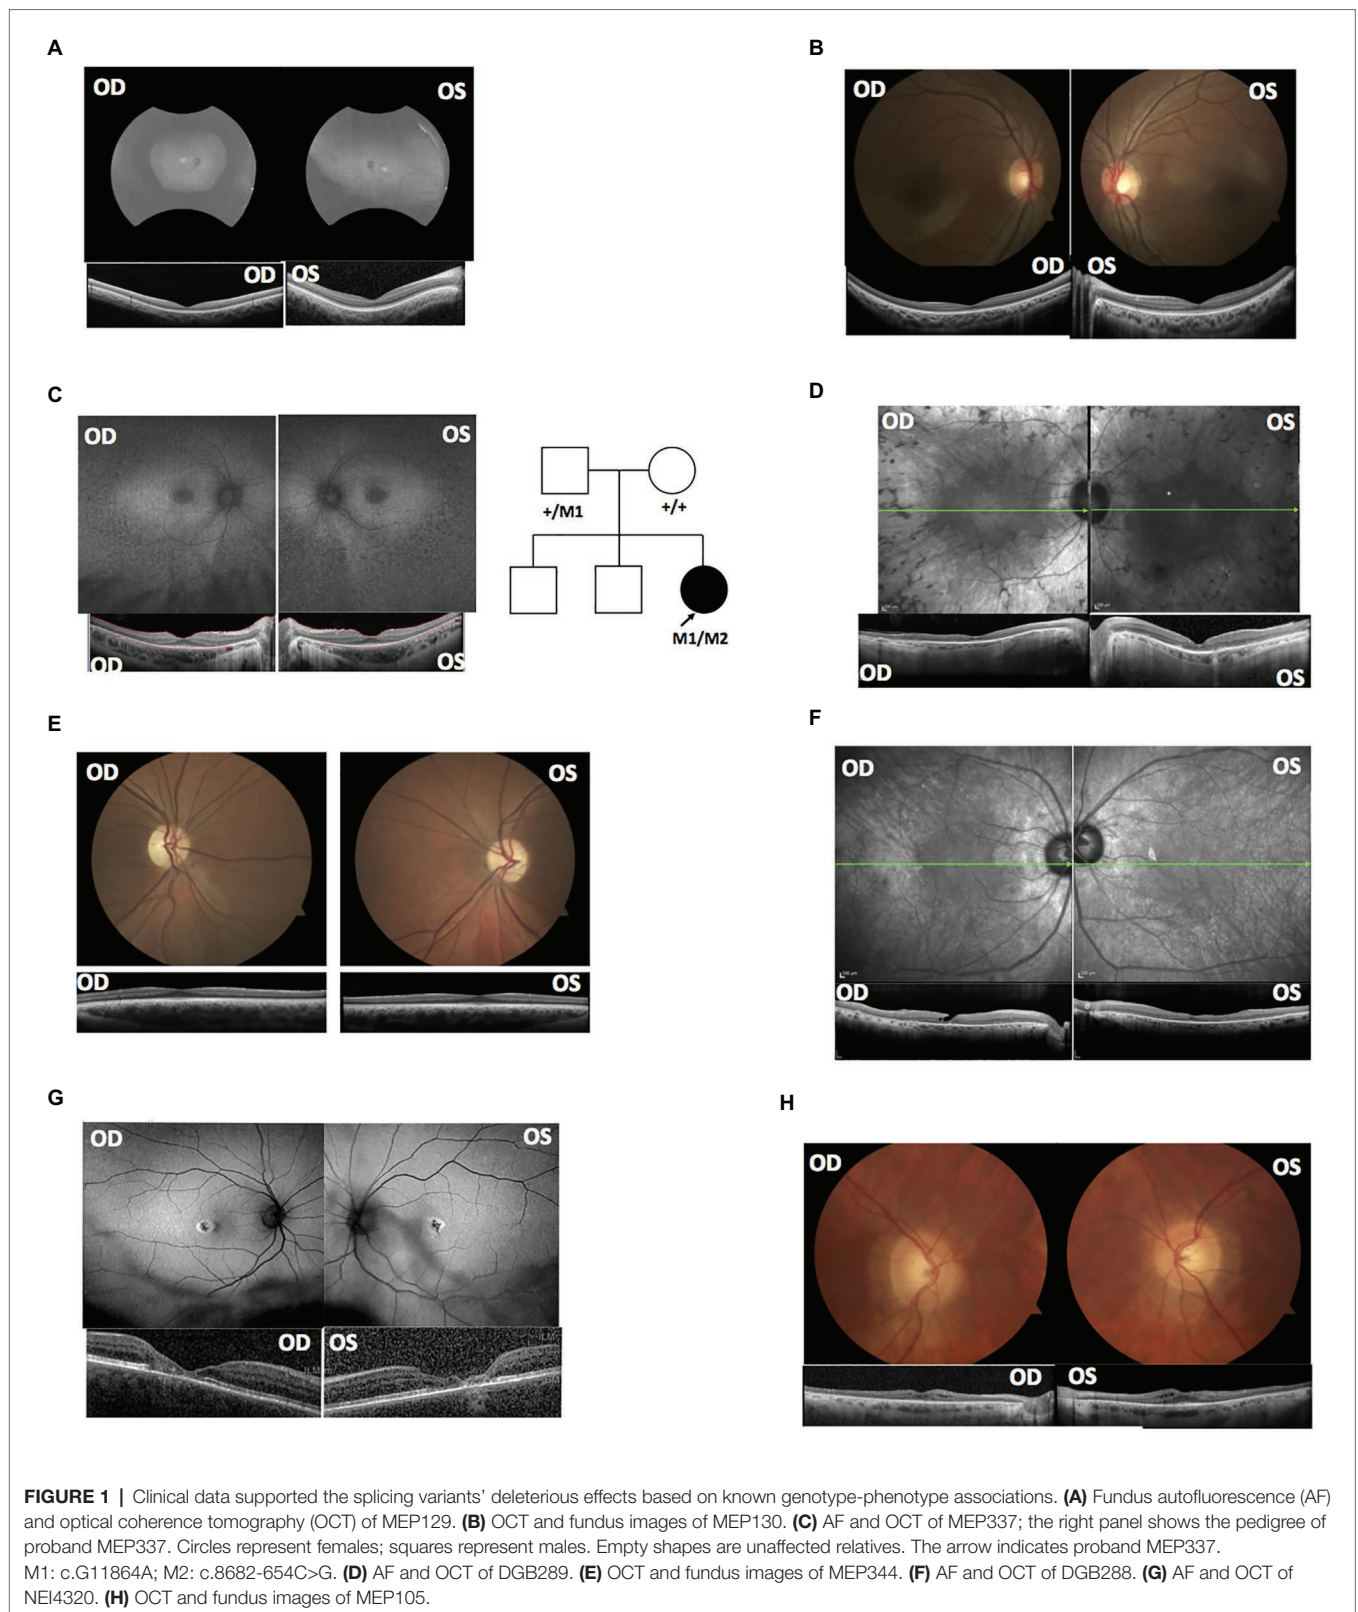 A
OD
OS
OD
OS
B
OD
OS
OD
OS
C
OD
OS
OD
OS
+/M1
+/+
M1/M2
D
OD
OS
OD
OS
E
OD
OS
OD
OS
F
OD
OS
OD
OS
G
OD
OS
OD
OS
ILM
H
OD
OS
OD
OS
FIGURE 1 | Clinical data supported the splicing variants’ deleterious effects based on known genotype-phenotype associations. (A) Fundus autofluorescence (AF)
and optical coherence tomography (OCT) of MEP129. (B) OCT and fundus images of MEP130. (C) AF and OCT of MEP337; the right panel shows the pedigree of
proband MEP337. Circles represent females; squares represent males. Empty shapes are unaffected relatives. The arrow indicates proband MEP337.
M1: c.G11864A; M2: c.8682-654C>G. (D) AF and OCT of DGB289. (E) OCT and fundus images of MEP344. (F) AF and OCT of DGB288. (G) AF and OCT of
NEI4320. (H) OCT and fundus images of MEP105.